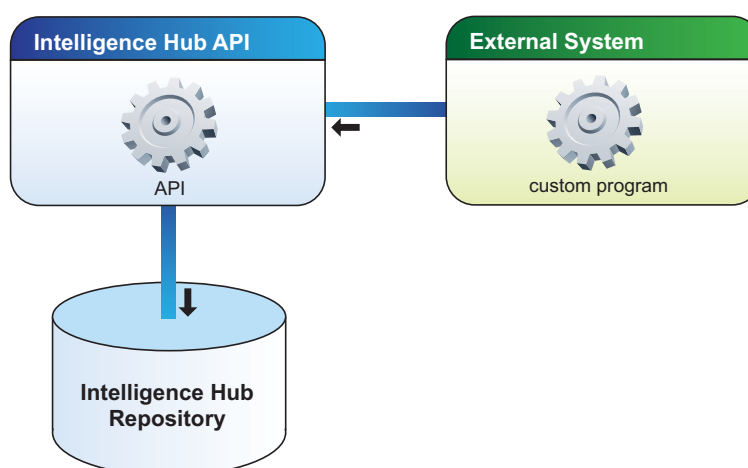 Intelligence Hub API
External System
API
custom program
Intelligence Hub
Repository